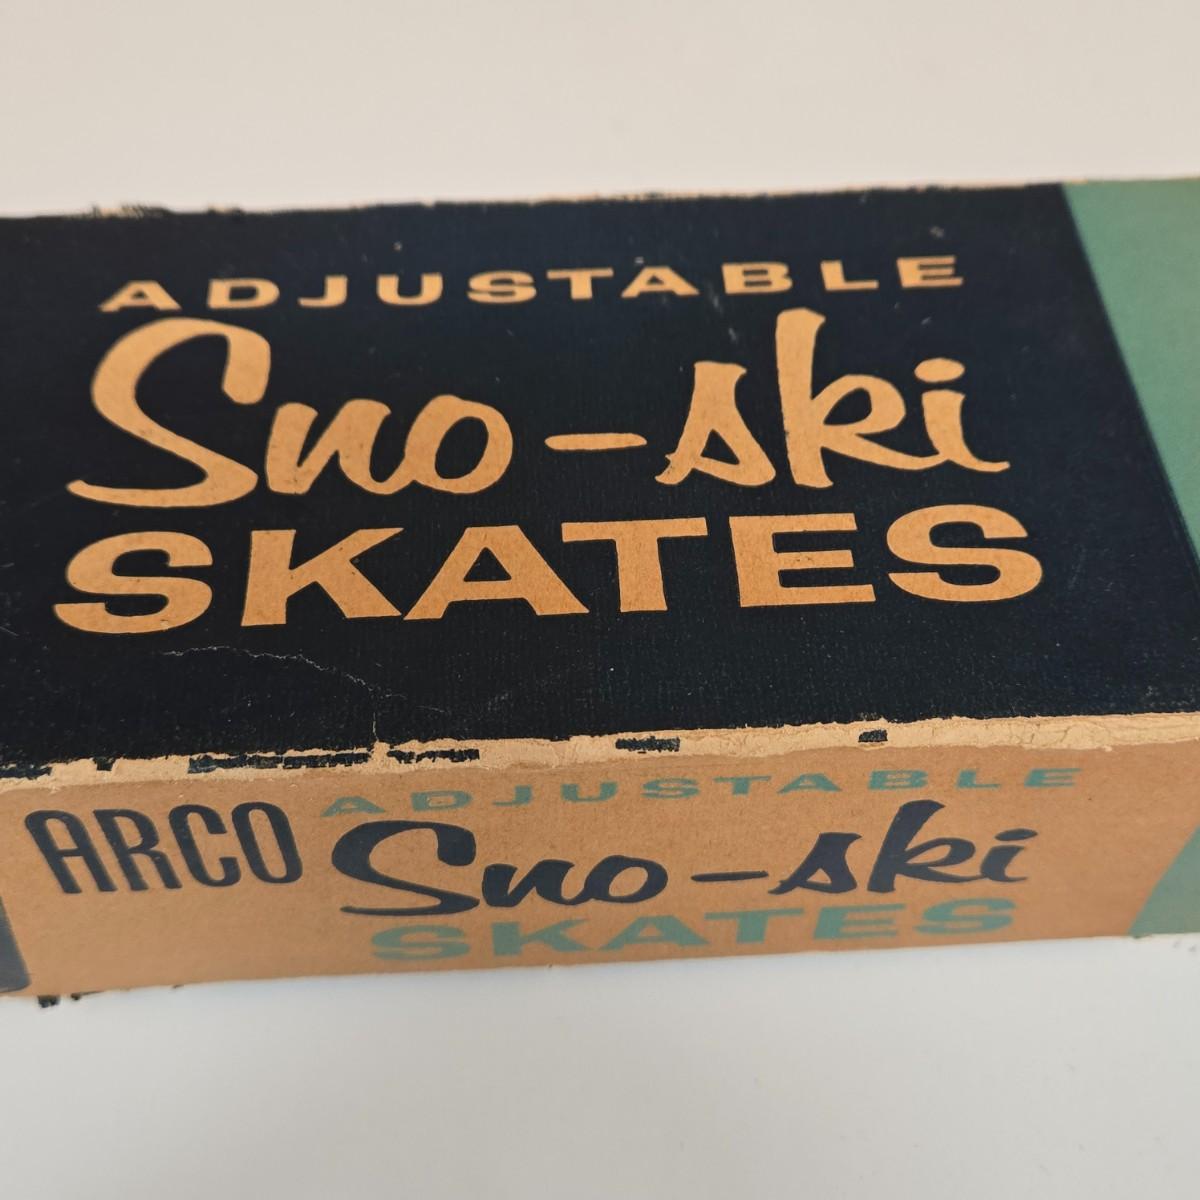 ADJUSTABLE
Sno-ski
SKATES
ARCO
ADJUSTABLE
Sno-ski
SKATES